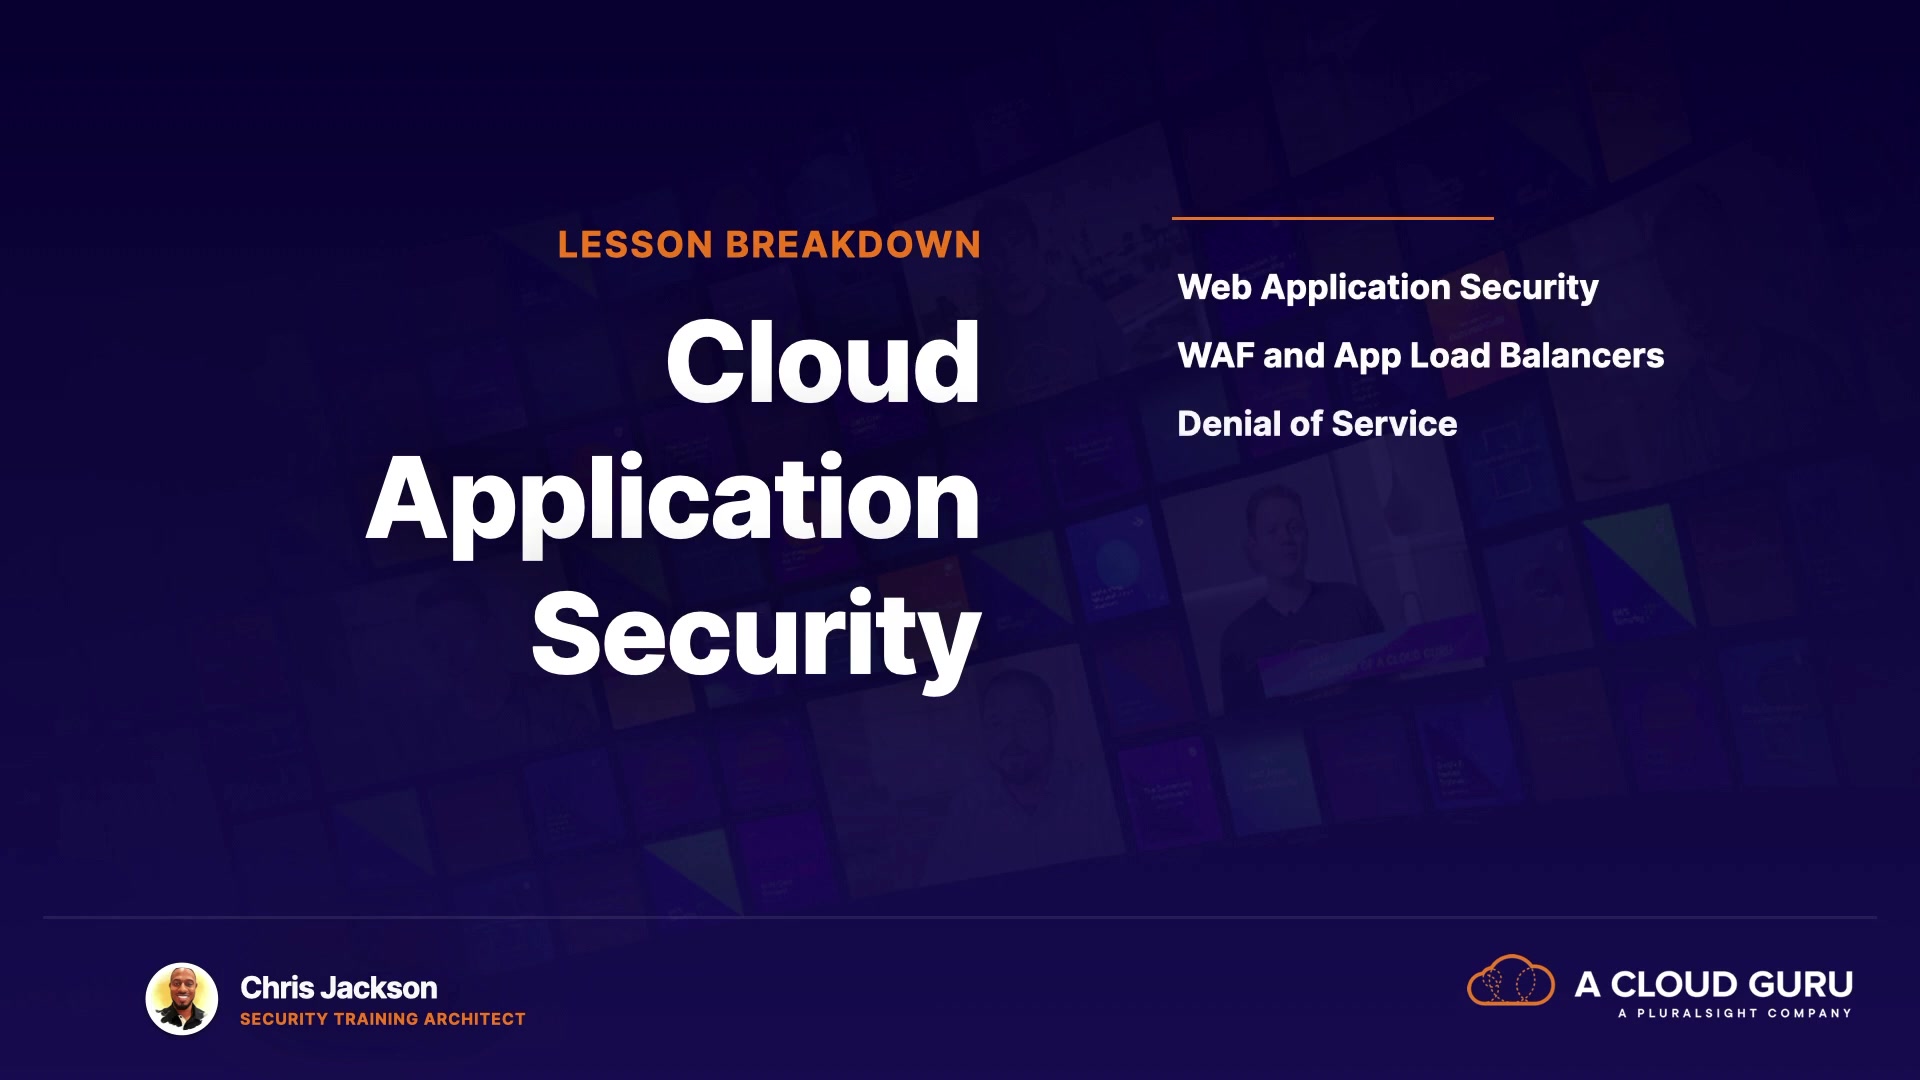 LESSON BREAKDOWN
Cloud
Application
Security
Web Application Security
WAF and App Load Balancers
Denial of Service
Chris Jackson
SECURITY TRAINING ARCHITECT
A CLOUD GURU
A PLURALSIGHT COMPANY